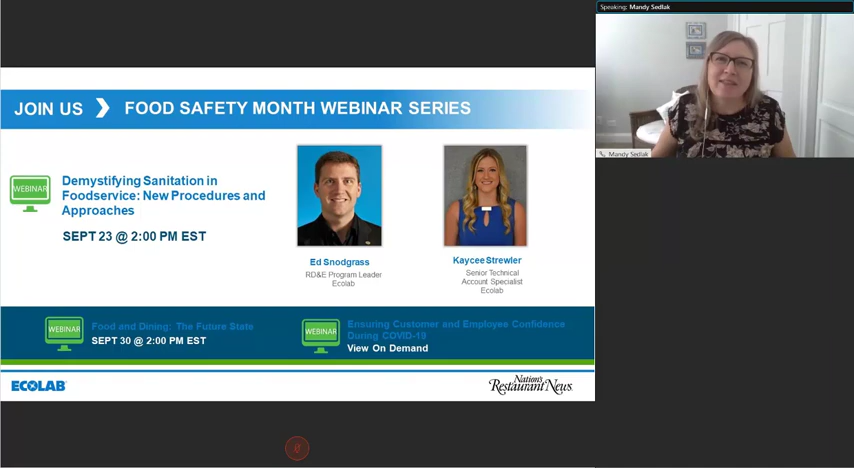 Speaking: Mandy Sedlak
JOIN US
FOOD SAFETY MONTH WEBINAR SERIES
WEBINAR
Demystifying Sanitation in
Foodservice: New Procedures and
Approaches
SEPT 23 @ 2:00 PM EST
Ed Snodgrass
RD&E Program Leader
Ecolab
Kaycee Strewler
Senior Technical
Account Specialist
Ecolab
Mandy Sedlak
WEBINAR
Food and Dining: The Future State
SEPT 30 @ 2:00 PM EST
WEBINAR
Ensuring Customer and Employee Confidence
During COVID-19
View On Demand
ECOLAB
Nation's
Restaurant News